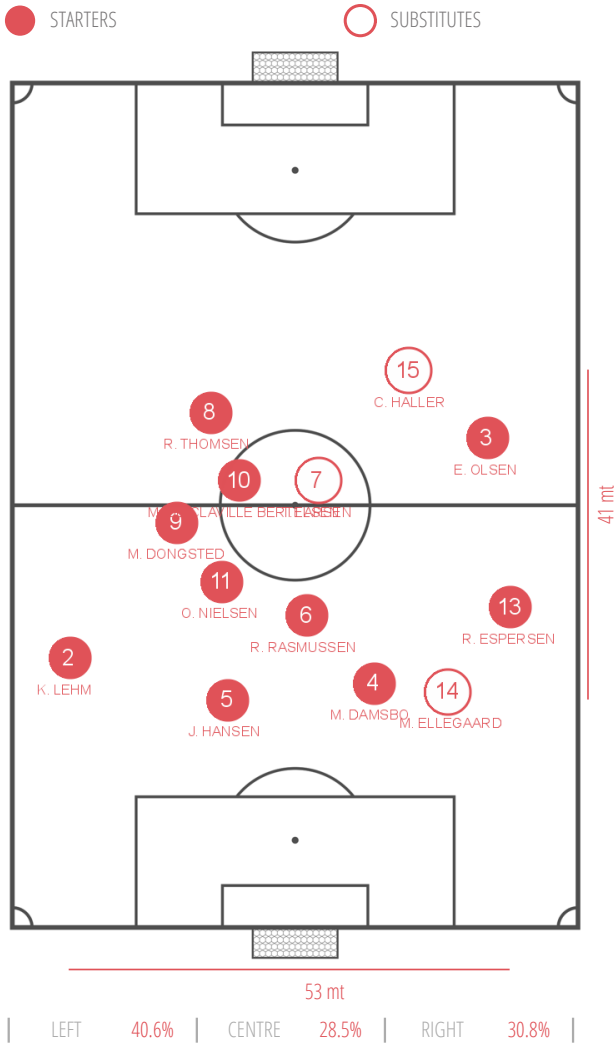 STARTERS
SUBSTITUTES
15
C. HALLER
8
R. THOMSEN
3
E. OLSEN
10
7
9
M. DONGSTED
41 mt
11
O. NIELSEN
6
R. RASMUSSEN
13
R. ESPERSEN
2
K. LEHM
5
J. HANSEN
4
M. DAMSBO
14
M. ELLEGAARD
53 mt
LEFT 40.6% CENTRE 28.5% RIGHT 30.8%